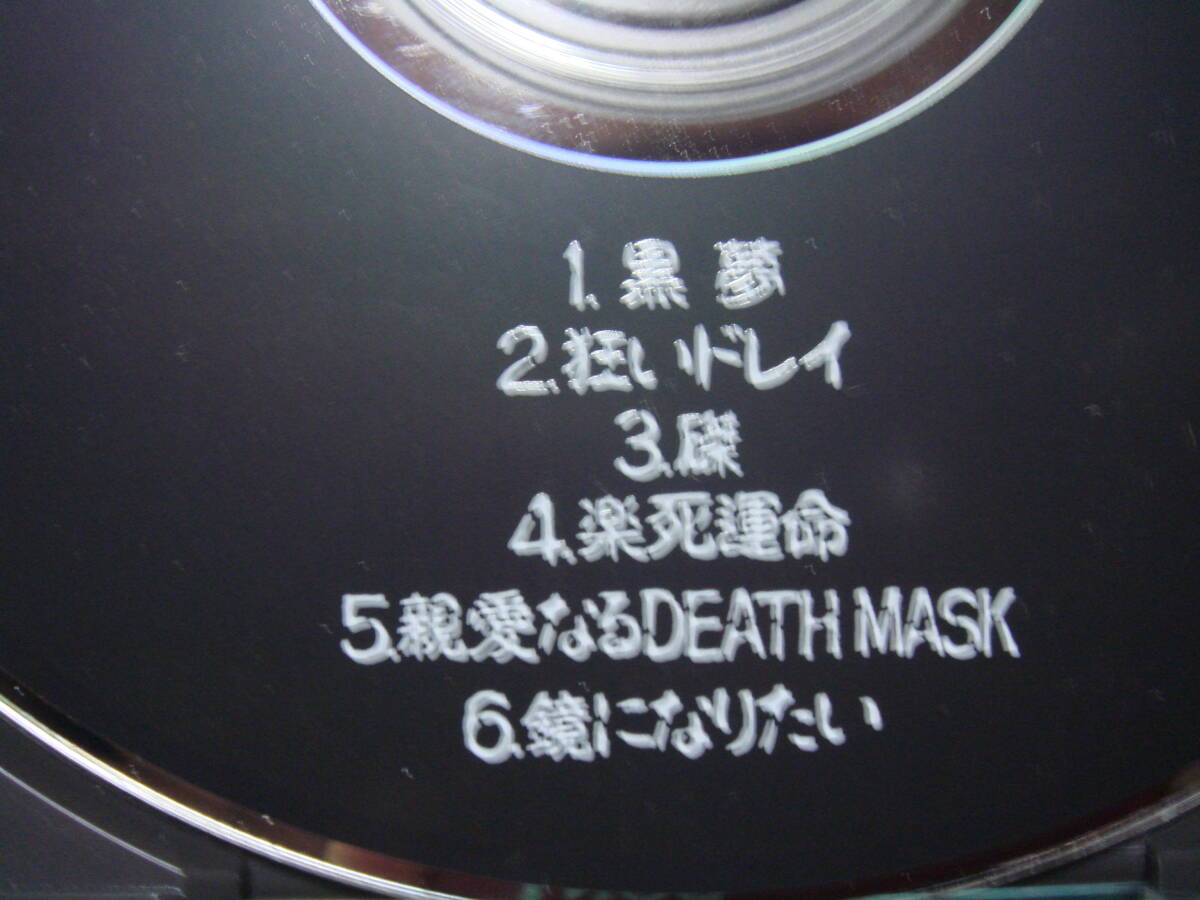 1.黒夢
2.狂いドレイ
3.磔
4.楽死運命
5.親愛なるDEATH MASK
6.鏡になりたい